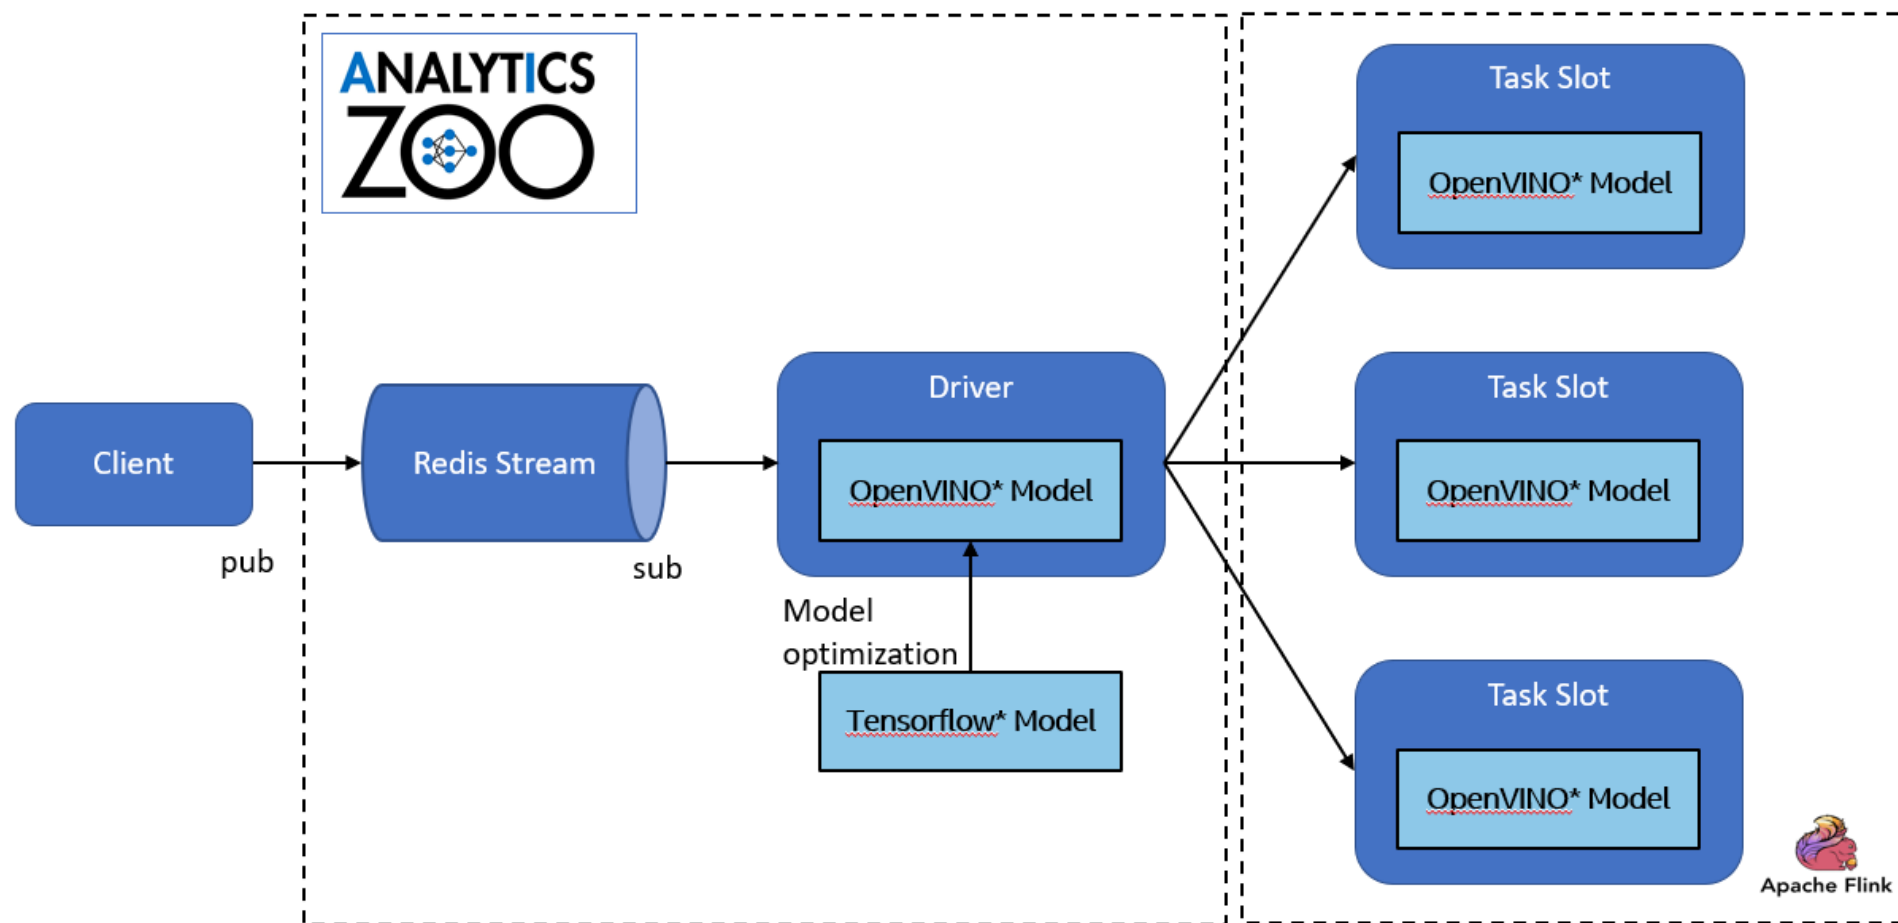 ANALYTICS
ZOO
Client
pub
Redis Stream
sub
Driver
OpenVINO* Model
Model
optimization
Tensorflow* Model
Task Slot
OpenVINO* Model
Task Slot
OpenVINO* Model
Task Slot
OpenVINO* Model
Apache Flink